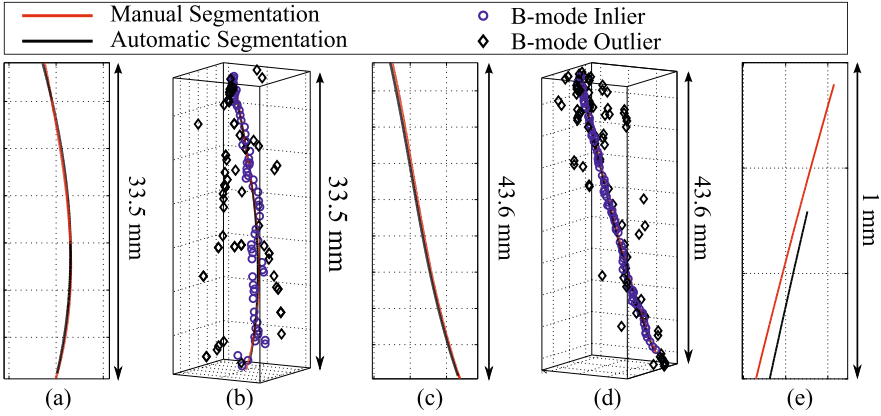 Manual Segmentation
Automatic Segmentation
B-mode Inlier
B-mode Outlier
33.5 mm
33.5 mm
43.6 mm
43.6 mm
1 mm
(a)
(b)
(c)
(d)
(e)